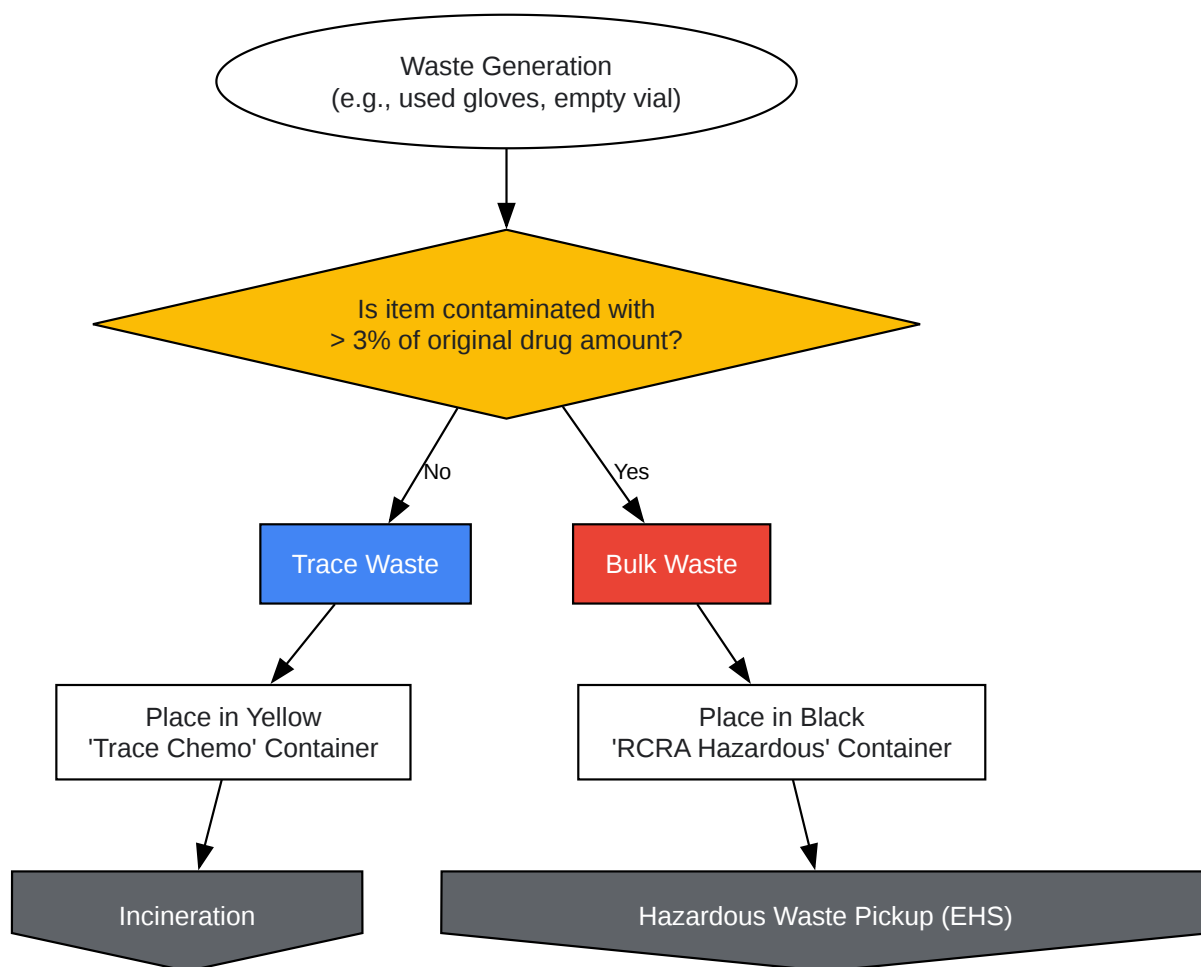 Waste Generation
(e.g., used gloves, empty vial)
Is item contaminated with
> 3% of original drug amount?
No
Yes
Trace Waste
Bulk Waste
Place in Yellow
'Trace Chemo' Container
Place in Black
'RCRA Hazardous' Container
Incineration
Hazardous Waste Pickup (EHS)